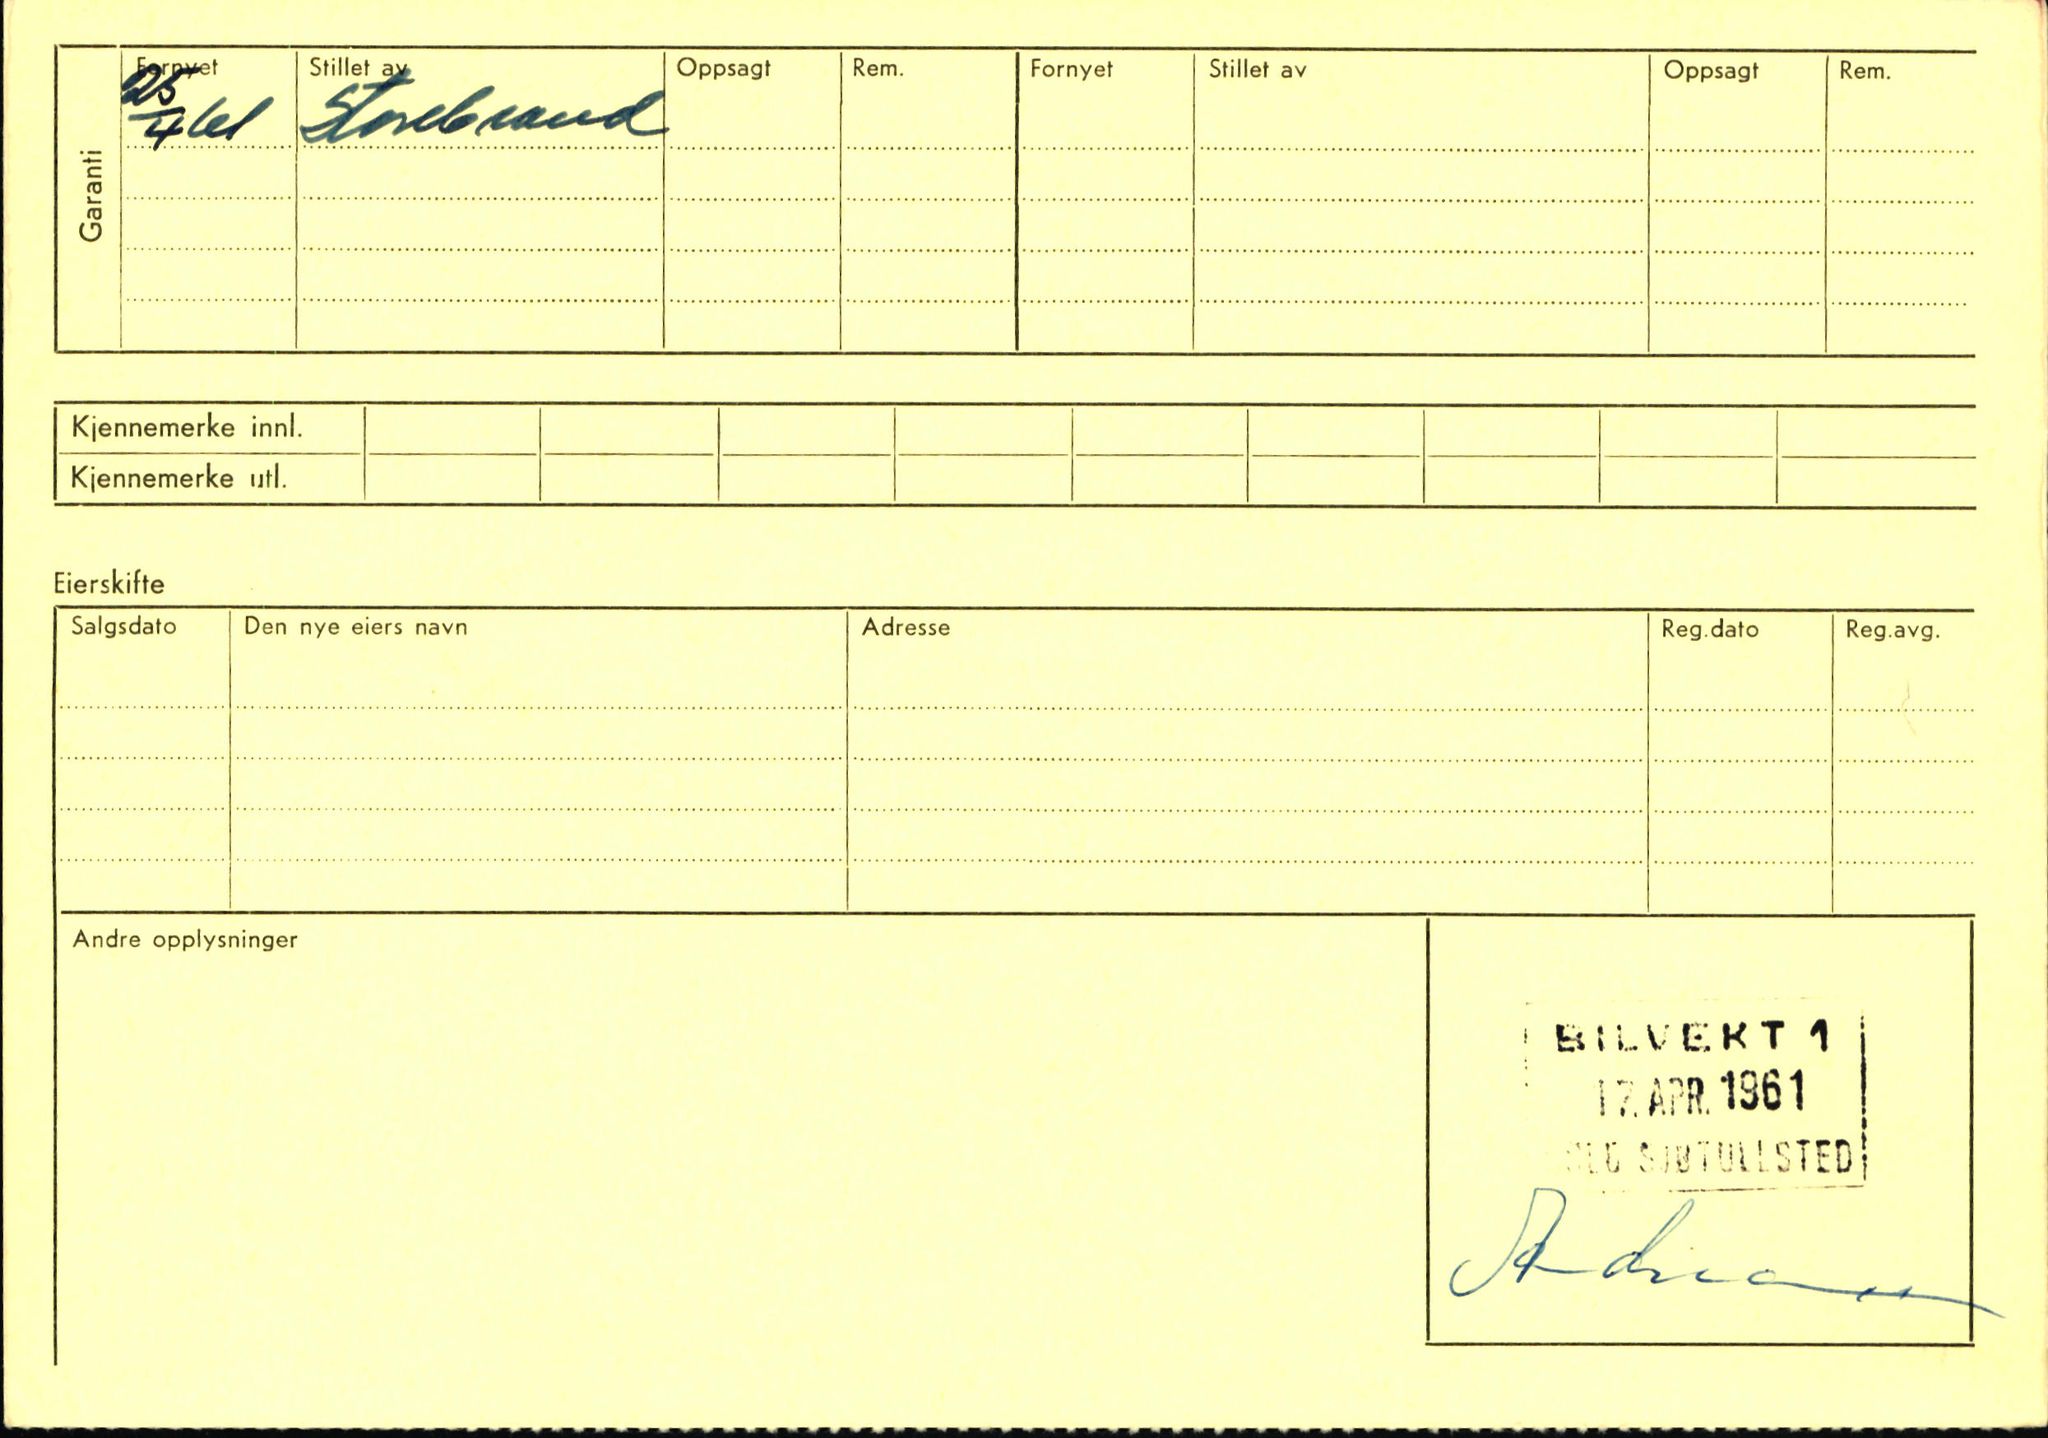 Garanti
Fornyet Stillet av Oppsagt Rem. Fornyet Stillet av Oppsagt Rem.
25/4 61 Storebrand
Kjennemerke innl.
Kjennemerke utl.
Eierskifte
Salgsdato Den nye eiers navn Adresse Reg.dato Reg.avg.
Andre opplysninger
BILVEKT 1
17. APR. 1961
SJØTOLLSTED